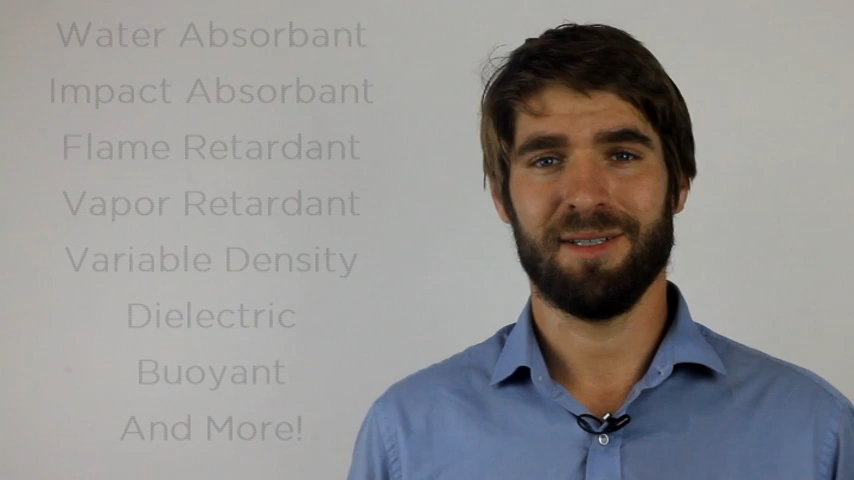 Water Absorbant
Impact Absorbant
Flame Retardant
Vapor Retardant
Variable Density
Dielectric
Buoyant
And More!